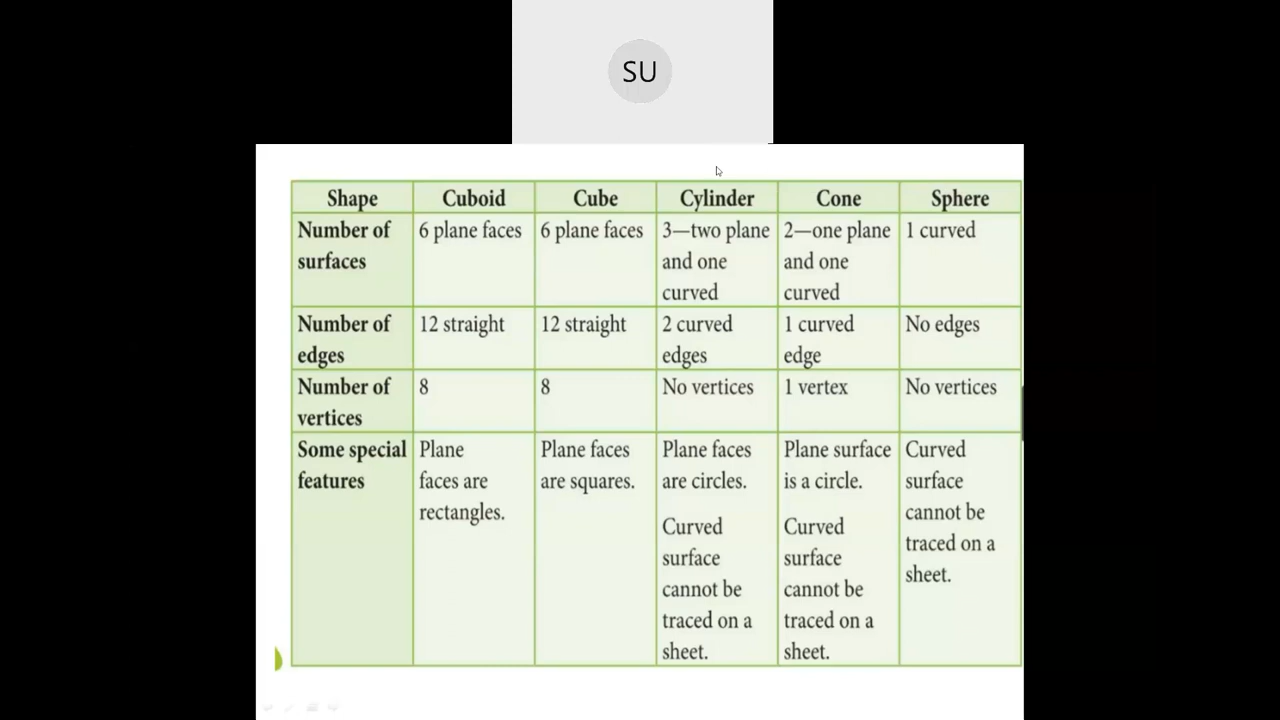 SU
Shape Cuboid Cube Cylinder Cone Sphere
Number of 6 plane faces 6 plane faces 3—two plane 2—one plane 1 curved
surfaces and one and one
curved curved
Number of 12 straight 12 straight 2 curved 1 curved No edges
edges edges edge
Number of 8 8 No vertices 1 vertex No vertices
vertices
Some special Plane Plane faces Plane faces Plane surface Curved
features faces are are squares. are circles. is a circle. surface
rectangles. Curved Curved cannot be
surface surface traced on a
cannot be cannot be sheet.
traced on a traced on a
sheet. sheet.